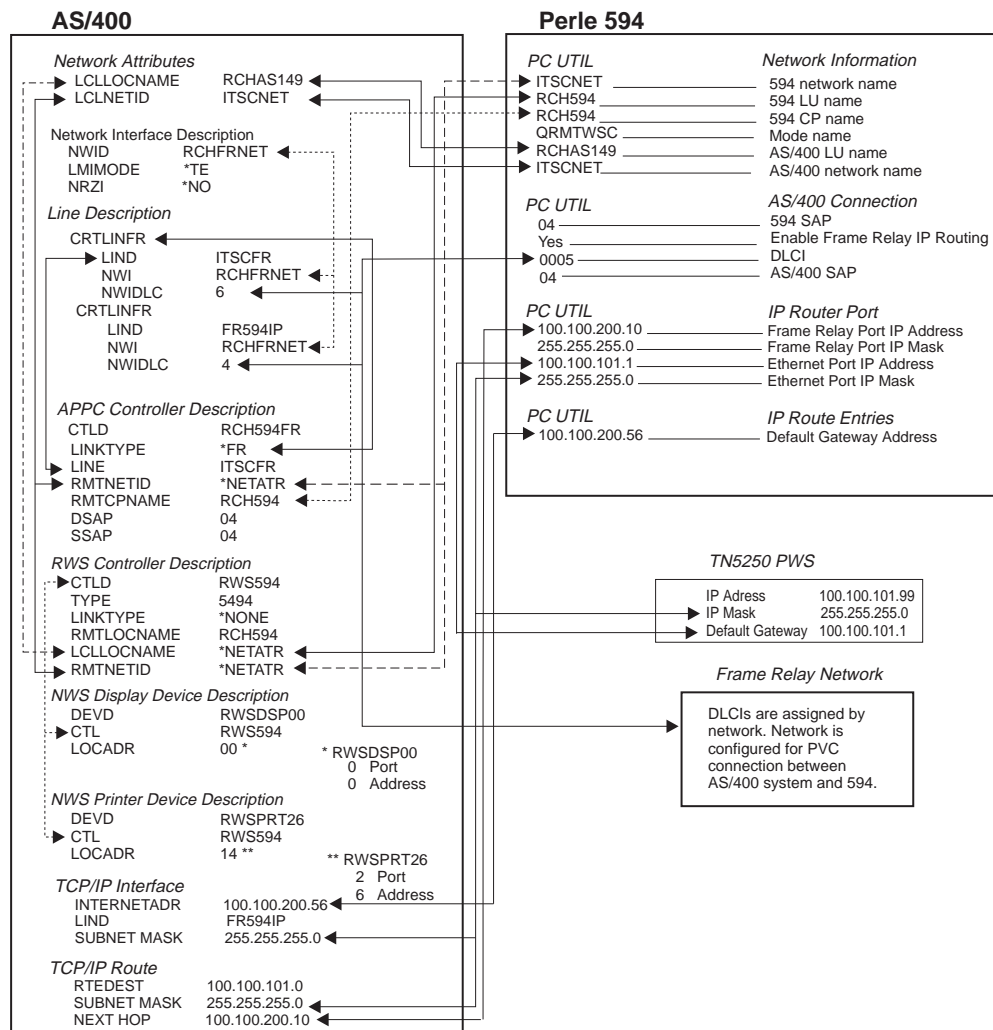 AS/400
Network Attributes
LCLLOCNAME RCHAS149
LCLNETID ITSCNET
Network Interface Description
NWID RCHFRNET
LMIMODE *TE
NRZI *NO
Line Description
CRTLINFR
LIND ITSCFR
NWI RCHFRNET
NWIDLC 6
CRTLINFR
LIND FR594IP
NWI RCHFRNET
NWIDLC 4
APPC Controller Description
CTLD RCH594FR
LINKTYPE *FR
LINE ITSCFR
RMTNETID *NETATR
RMTCPNAME RCH594
DSAP 04
SSAP 04
RWS Controller Description
CTLD RWS594
TYPE 5494
LINKTYPE *NONE
RMTLOCNAME RCH594
LCLLOCNAME *NETATR
RMTNETID *NETATR
NWS Display Device Description
DEVD RWSDSP00
CTL RWS594
LOCADR 00 *
* RWSDSP00
0 Port
0 Address
NWS Printer Device Description
DEVD RWSPRT26
CTL RWS594
LOCADR 14 **
** RWSPRT26
2 Port
6 Address
TCP/IP Interface
INTERNETADR 100.100.200.56
LIND FR594IP
SUBNET MASK 255.255.255.0
TCP/IP Route
RTEDEST 100.100.101.0
SUBNET MASK 255.255.255.0
NEXT HOP 100.100.200.10
Perle 594
PC UTIL Network Information
ITSCNET 594 network name
RCH594 594 LU name
RCH594 594 CP name
QRMTWSC Mode name
RCHAS149 AS/400 LU name
ITSCNET AS/400 network name
PC UTIL AS/400 Connection
04 594 SAP
Yes Enable Frame Relay IP Routing
0005 DLCI
04 AS/400 SAP
PC UTIL IP Router Port
100.100.200.10 Frame Relay Port IP Address
255.255.255.0 Frame Relay Port IP Mask
100.100.101.1 Ethernet Port IP Address
255.255.255.0 Ethernet Port IP Mask
PC UTIL IP Route Entries
100.100.200.56 Default Gateway Address
TN5250 PWS
IP Adress 100.100.101.99
IP Mask 255.255.255.0
Default Gateway 100.100.101.1
Frame Relay Network
DLCIs are assigned by
network. Network is
configured for PVC
connection between
AS/400 system and 594.